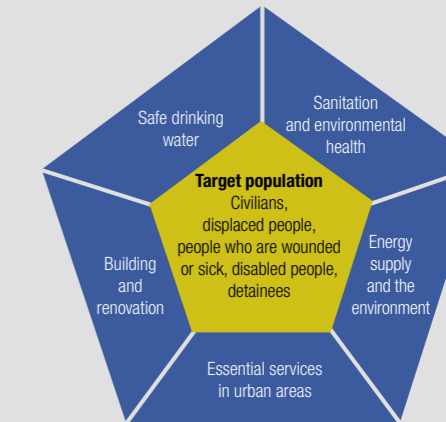 Safe drinking
water
Sanitation
and environmental
health
Target population
Civilians,
displaced people,
people who are wounded
or sick, disabled people,
detainees
Building
and
renovation
Energy
supply
and the
environment
Essential services
in urban areas